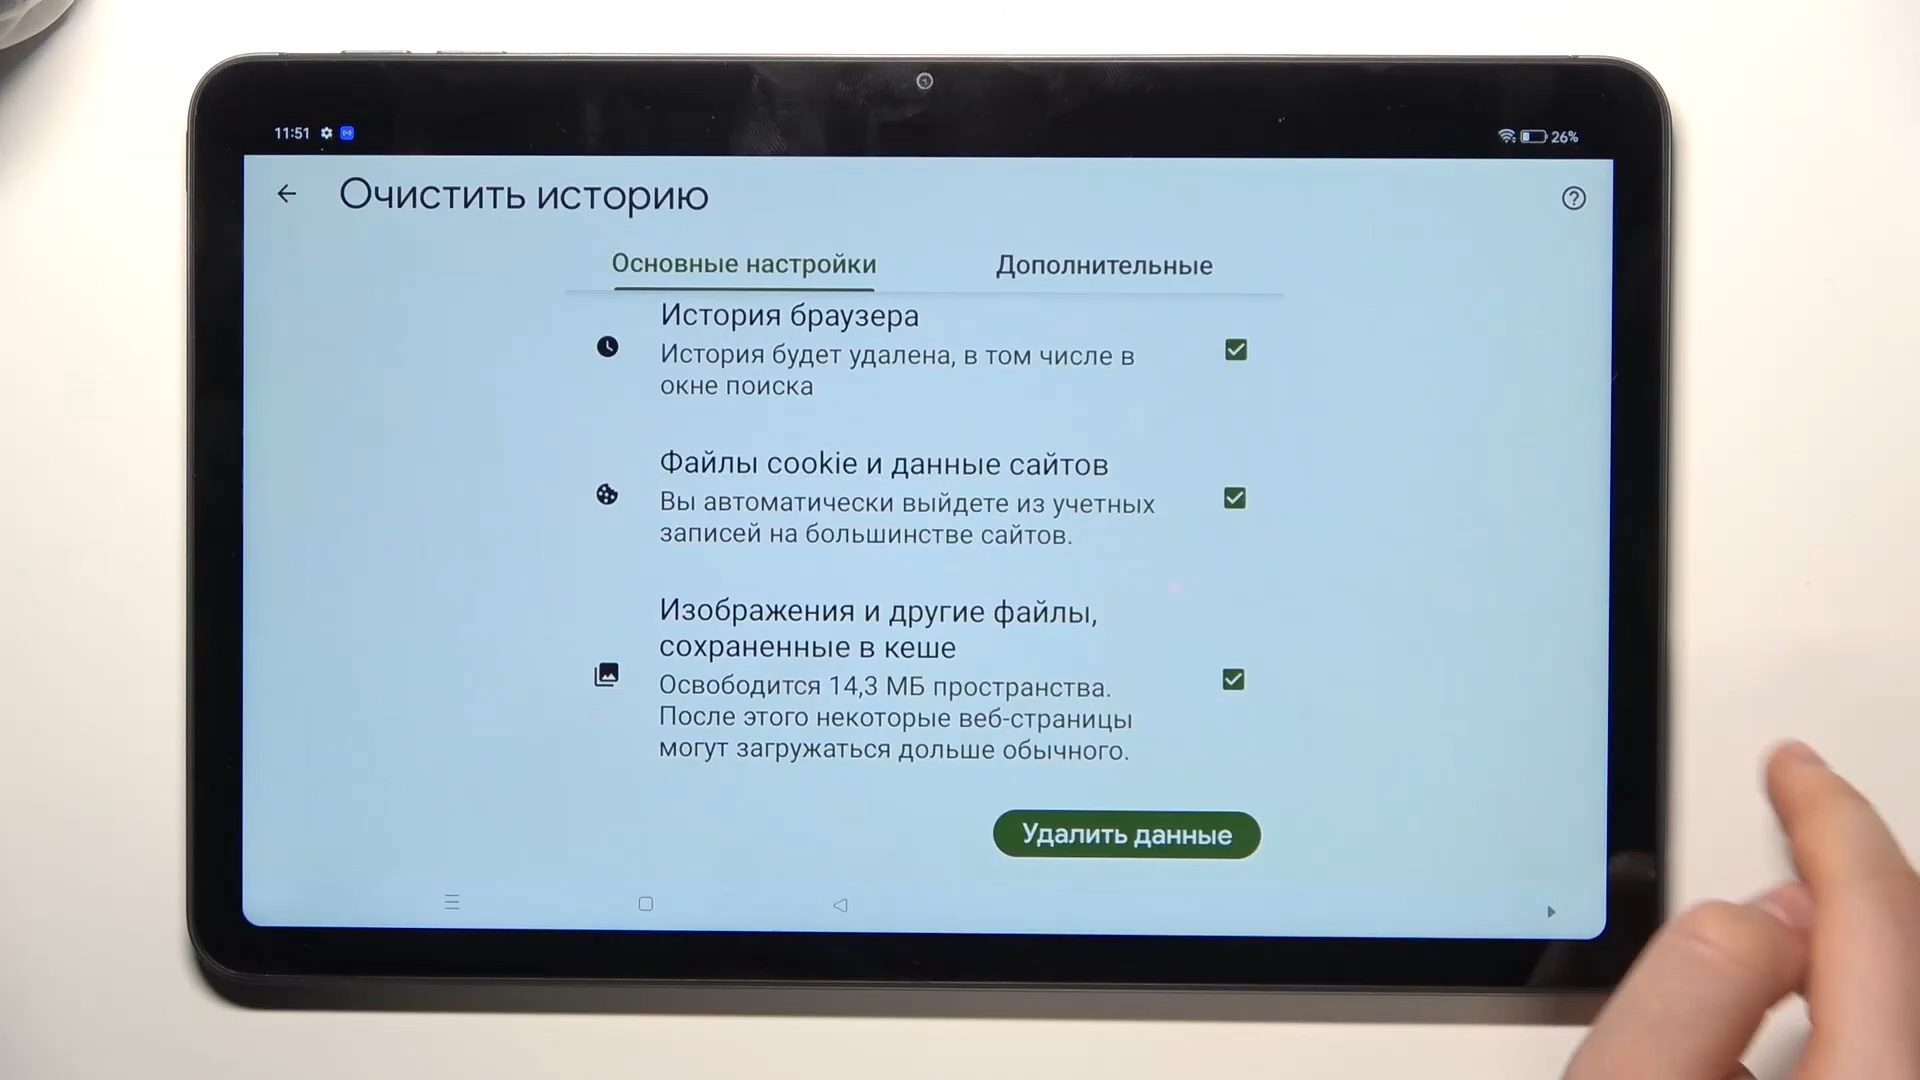 11:51
26%
Очистить историю
Основные настройки
Дополнительные
История браузера
История будет удалена, в том числе в
окне поиска
Файлы cookie и данные сайтов
Вы автоматически выйдете из учетных
записей на большинстве сайтов.
Изображения и другие файлы,
сохраненные в кеше
Освободится 14,3 МБ пространства.
После этого некоторые веб-страницы
могут загружаться дольше обычного.
Удалить данные